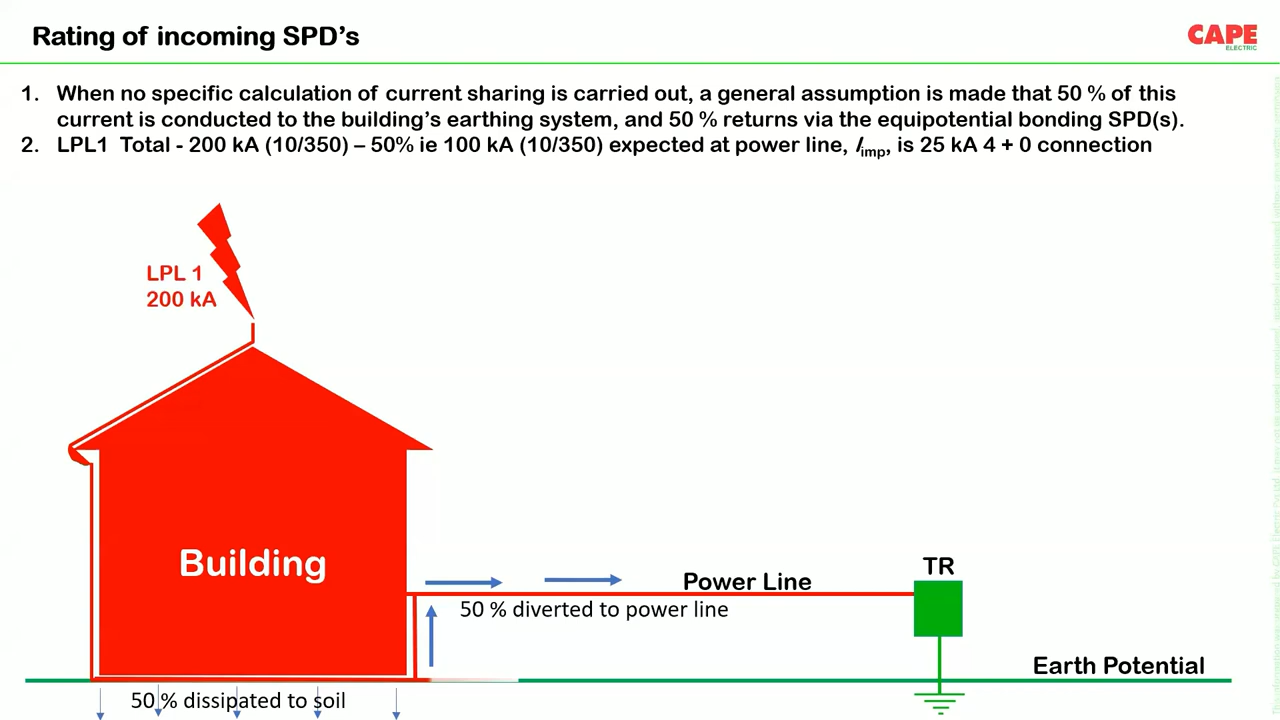 Rating of incoming SPD's
CAPE
ELECTRIC
1. When no specific calculation of current sharing is carried out, a general assumption is made that 50 % of this
current is conducted to the building's earthing system, and 50 % returns via the equipotential bonding SPD(s).
2. LPL1 Total - 200 kA (10/350) – 50% ie 100 kA (10/350) expected at power line, Iimp, is 25 kA 4 + 0 connection
LPL 1
200 kA
Building
TR
Power Line
50 % diverted to power line
Earth Potential
50 % dissipated to soil